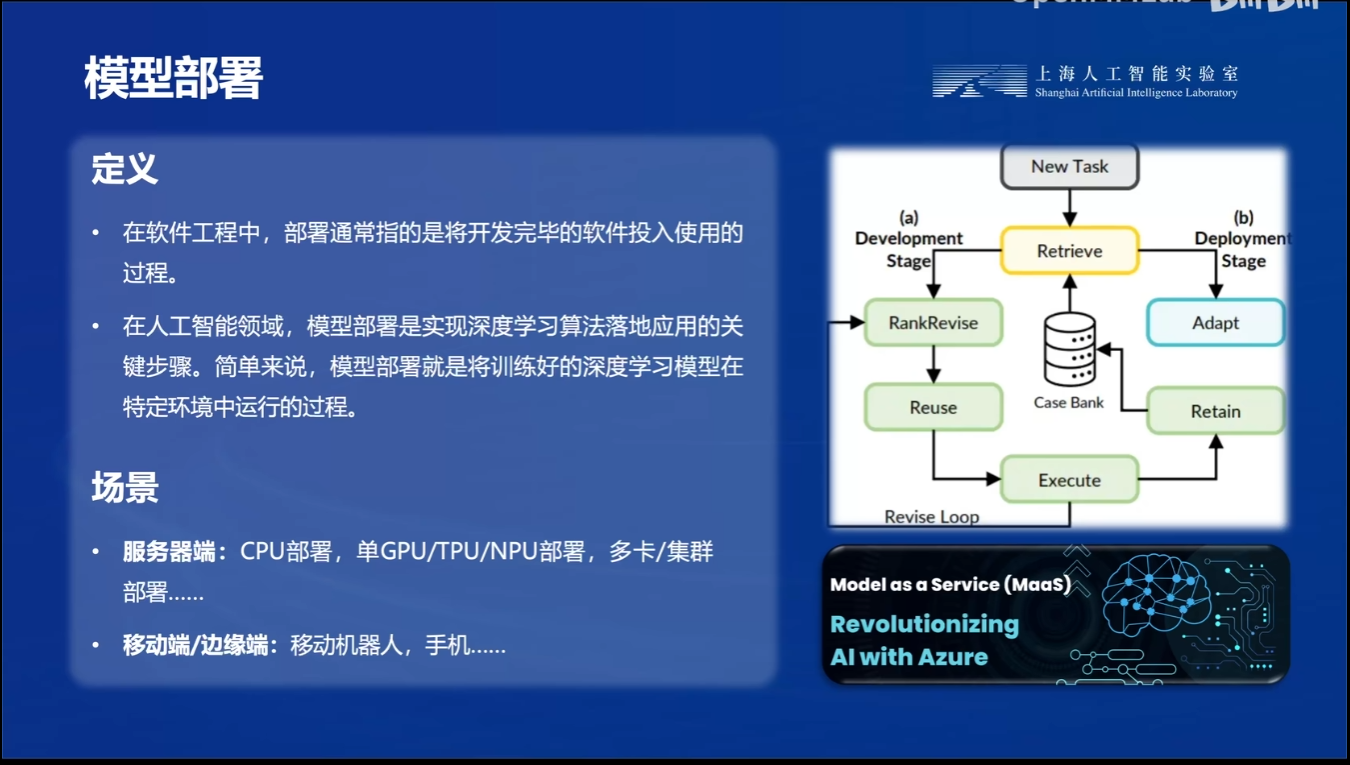 模型部署
上海人工智能实验室
Shanghai Artificial Intelligence Laboratory
定义
• 在软件工程中，部署通常指的是将开发完毕的软件投入使用的
过程。
• 在人工智能领域，模型部署是实现深度学习算法落地应用的关
键步骤。简单来说，模型部署就是将训练好的深度学习模型在
特定环境中运行的过程。
场景
• 服务器端：CPU部署，单GPU/TPU/NPU部署，多卡/集群
部署......
• 移动端/边缘端：移动机器人，手机......
New Task
(a)
Development
Stage
Retrieve
(b)
Deployment
Stage
RankRevise
Adapt
Case Bank
Reuse
Retain
Execute
Revise Loop
Model as a Service (MaaS)
Revolutionizing
AI with Azure